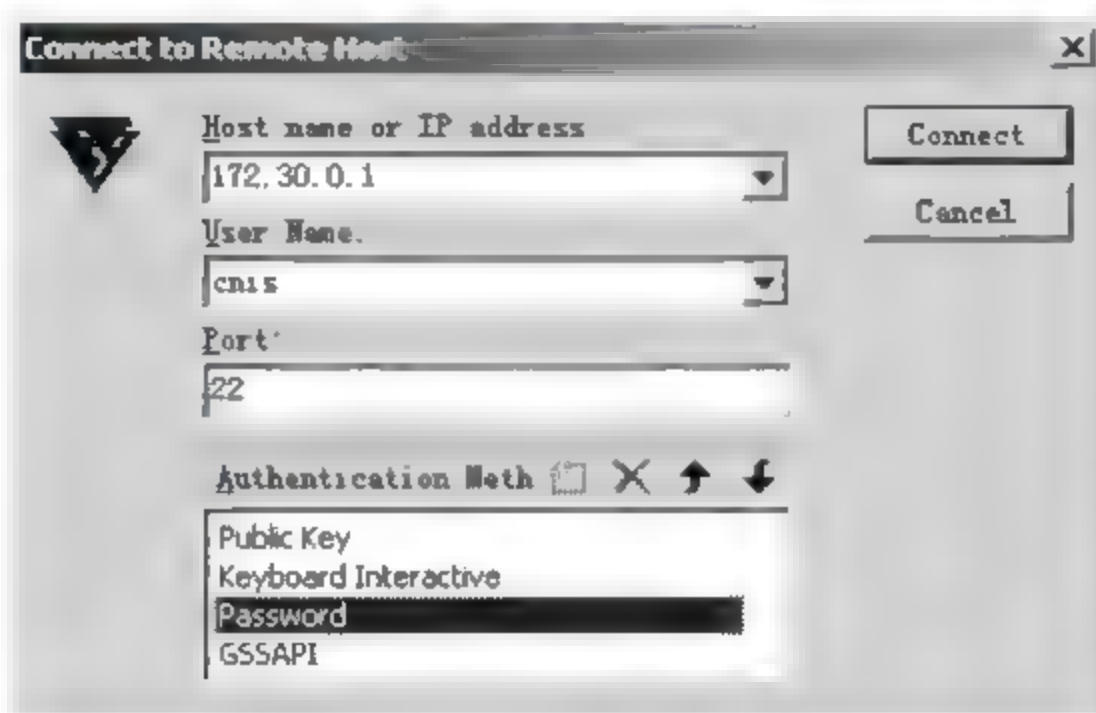 Connect to Remote Host
Host name or IP address
Connect
172.30.0.1
Cancel
User Name.
cnis
Port
22
Authentication Meth
Public Key
Keyboard Interactive
Password
GSSAPI